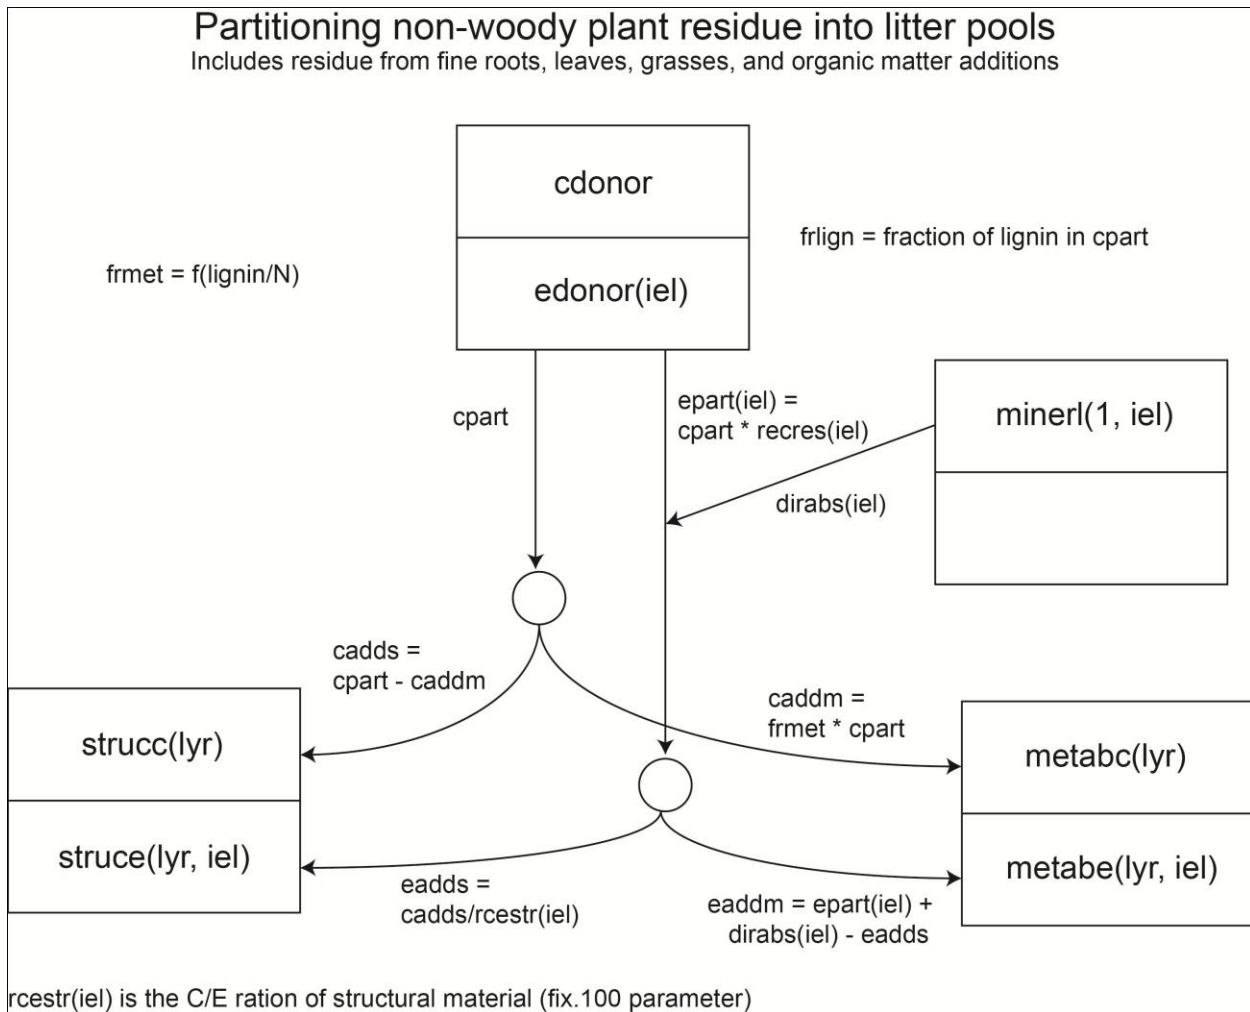 Partitioning non-woody plant residue into litter pools
Includes residue from fine roots, leaves, grasses, and organic matter additions
cdonor
frlign = fraction of lignin in cpart
frmet = f(lignin/N)
edonor(iel)
cpart
epart(iel) =
cpart * recres(iel)
minerl(1, iel)
dirabs(iel)
cadds =
cpart - caddm
caddm =
frmet * cpart
strucc(lyr)
metabc(lyr)
struce(lyr, iel)
metabe(lyr, iel)
eadds =
cadds/rcestr(iel)
eaddm = epart(iel) +
dirabs(iel) - eadds
rcestr(iel) is the C/E ration of structural material (fix.100 parameter)